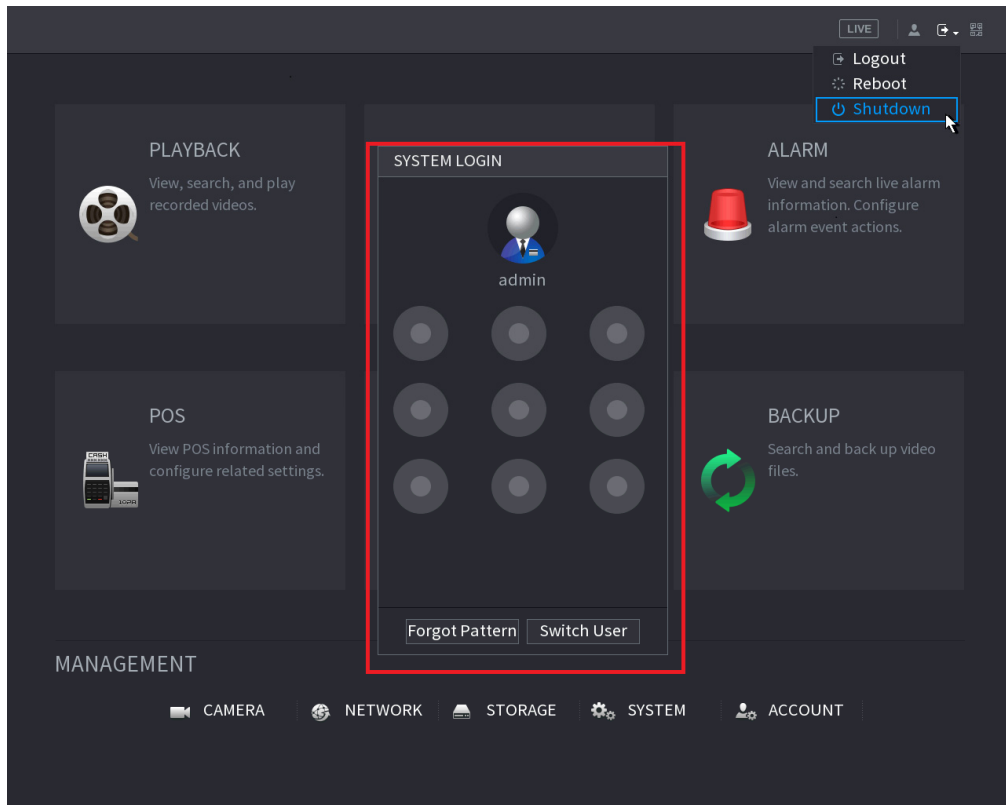 LIVE
Logout
Reboot
Shutdown
PLAYBACK
View, search, and play
recorded videos.
SYSTEM LOGIN
admin
Forgot Pattern
Switch User
ALARM
View and search live alarm
information. Configure
alarm event actions.
POS
View POS information and
configure related settings.
CASH
BACKUP
Search and back up video
files.
MANAGEMENT
CAMERA
NETWORK
STORAGE
SYSTEM
ACCOUNT